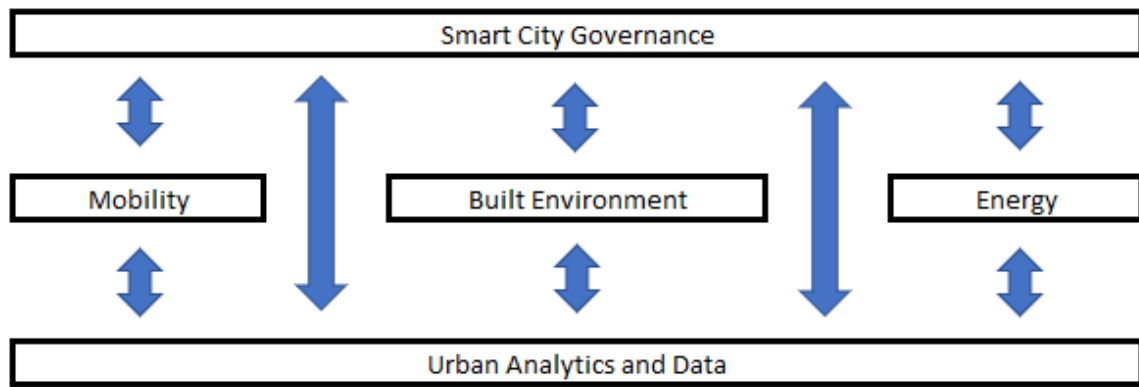 Smart City Governance
Mobility
Built Environment
Energy
Urban Analytics and Data